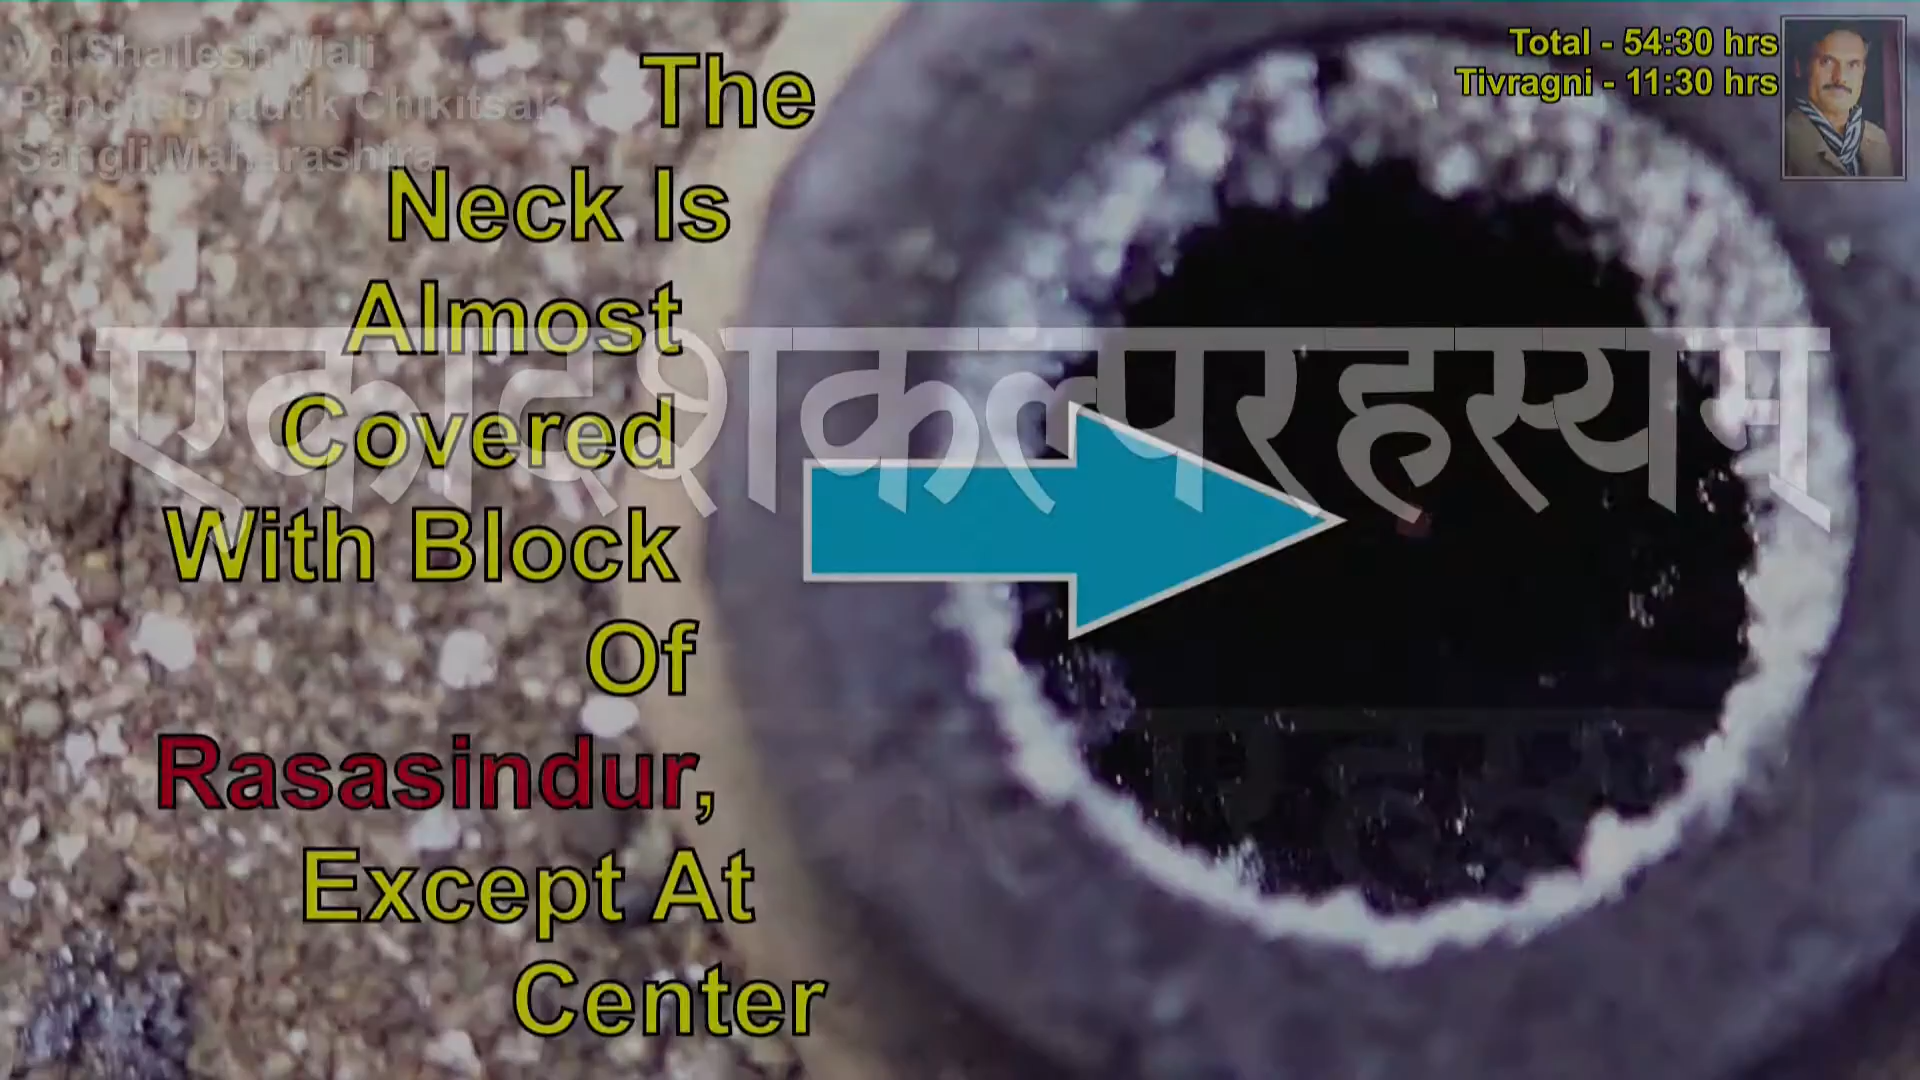 Vd.Shailesh Mali
Panchabhautik Chikitsak
Sangli,Maharashtra
Total - 54:30 hrs
Tivragni - 11:30 hrs
The
Neck Is
Almost
Covered
With Block
Of
Rasasindur,
Except At
Center
एकादशकल्परहस्यम्